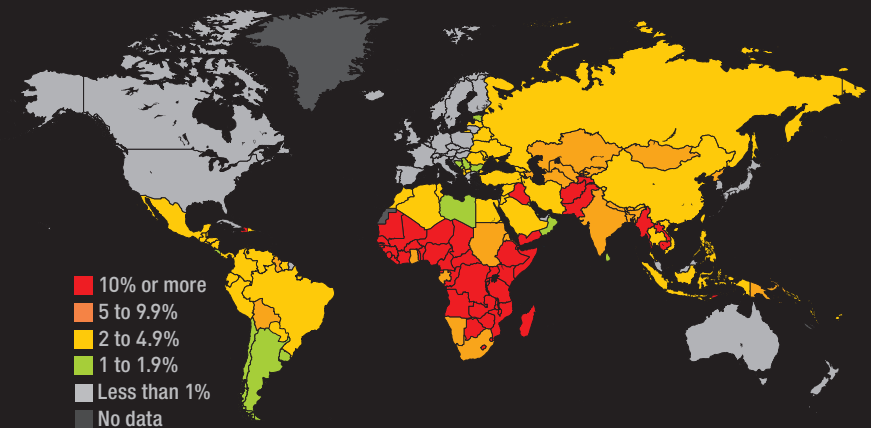 10% or more
5 to 9.9%
2 to 4.9%
1 to 1.9%
Less than 1%
No data